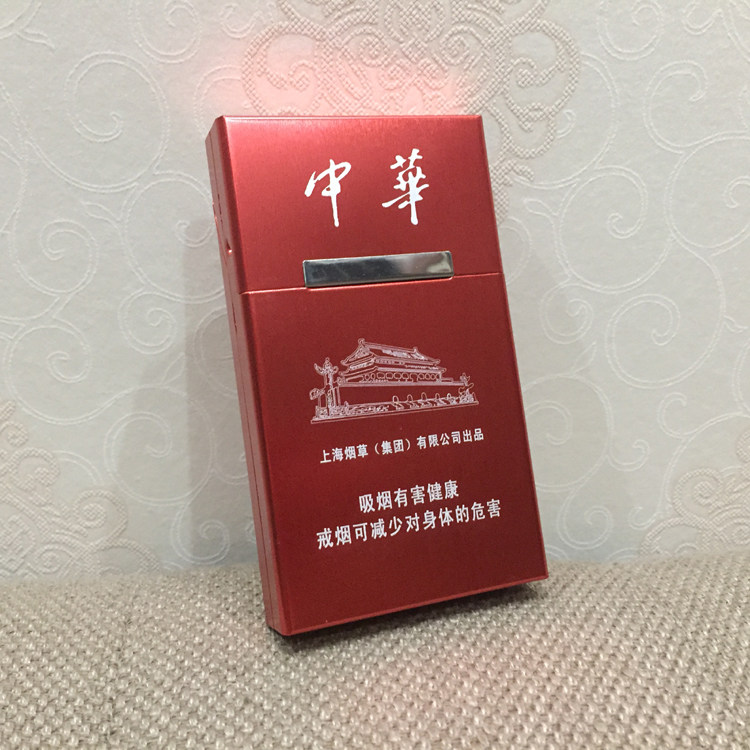 中華
上海烟草（集团）有限公司出品
吸烟有害健康
戒烟可减少对身体的危害